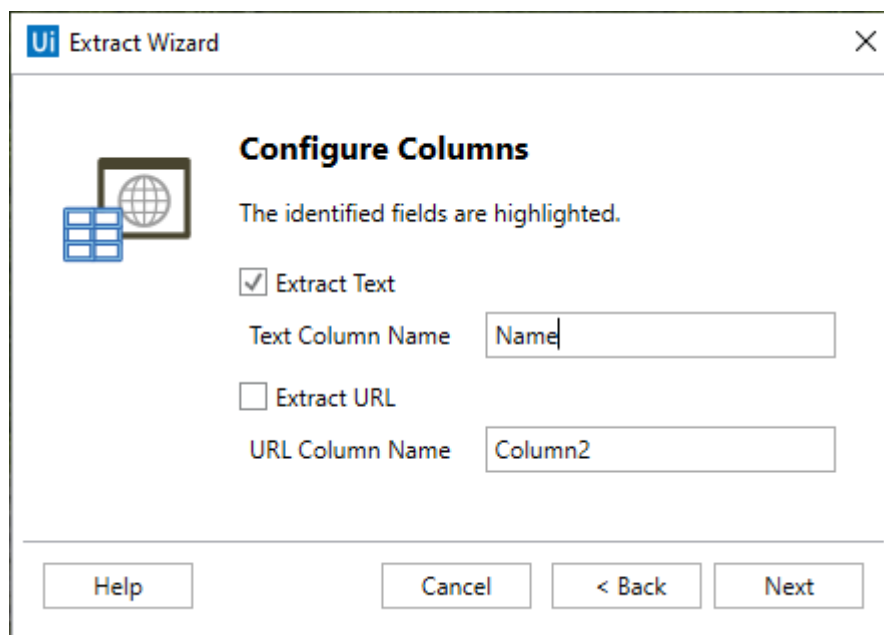 Ui Extract Wizard
Configure Columns
The identified fields are highlighted.
Extract Text
Text Column Name Name
Extract URL
URL Column Name Column2
Help Cancel < Back Next